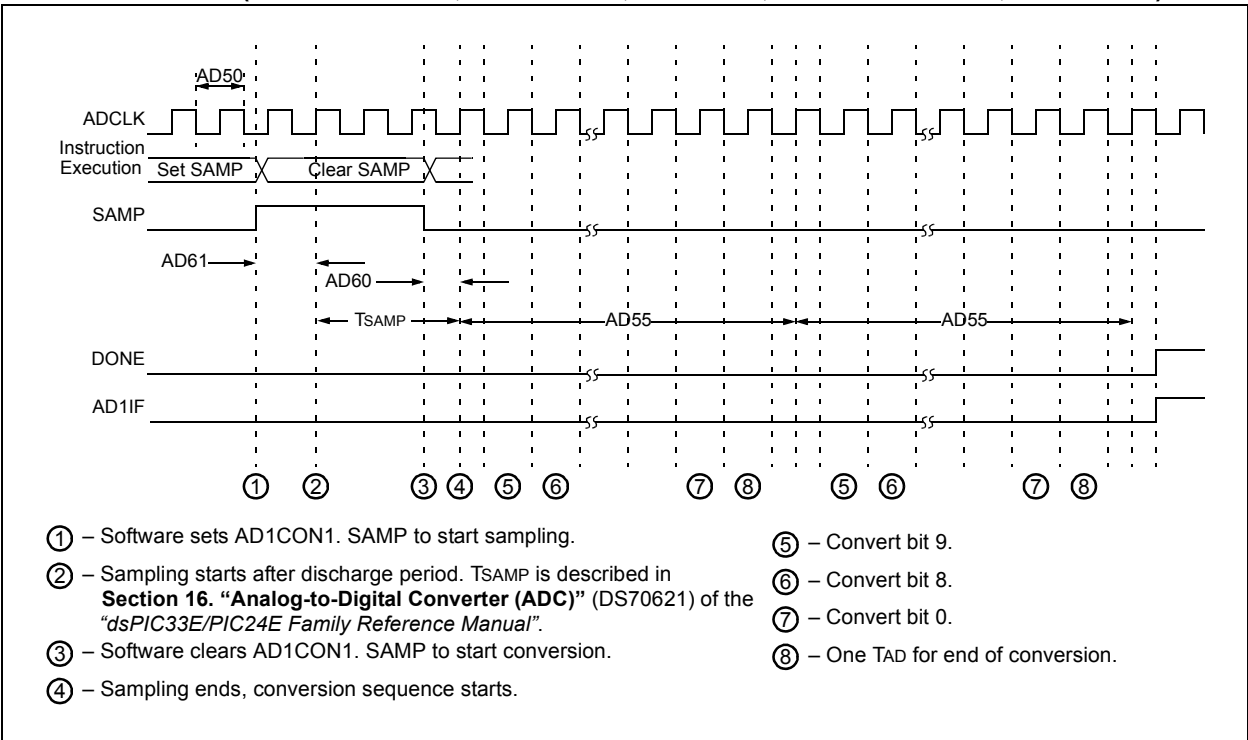 AD50
ADCLK
Instruction
Execution
Set SAMP
Clear SAMP
SAMP
AD61
AD60
TSAMP
AD55
AD55
DONE
AD1IF
1 2 3 4 5 6 7 8 5 6 7 8
1 – Software sets AD1CON1. SAMP to start sampling.
2 – Sampling starts after discharge period. TSAMP is described in
Section 16. “Analog-to-Digital Converter (ADC)” (DS70621) of the
“dsPIC33E/PIC24E Family Reference Manual”.
3 – Software clears AD1CON1. SAMP to start conversion.
4 – Sampling ends, conversion sequence starts.
5 – Convert bit 9.
6 – Convert bit 8.
7 – Convert bit 0.
8 – One TAD for end of conversion.